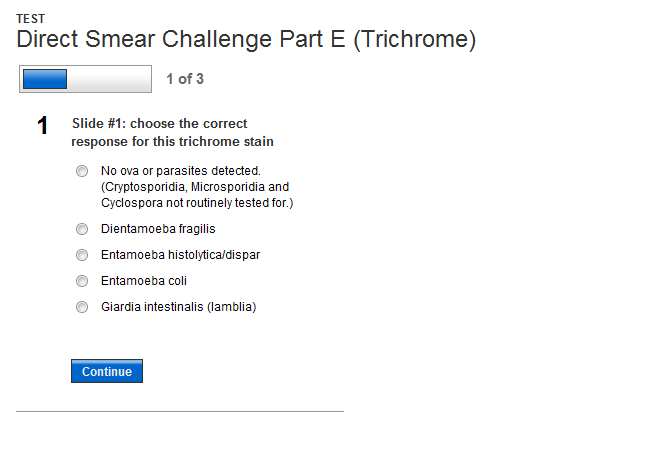 TEST
Direct Smear Challenge Part E (Trichrome)
1 of 3
1 Slide #1: choose the correct
response for this trichrome stain
No ova or parasites detected.
(Cryptosporidia, Microsporidia and
Cyclospora not routinely tested for.)
Dientamoeba fragilis
Entamoeba histolytica/dispar
Entamoeba coli
Giardia intestinalis (lamblia)
Continue